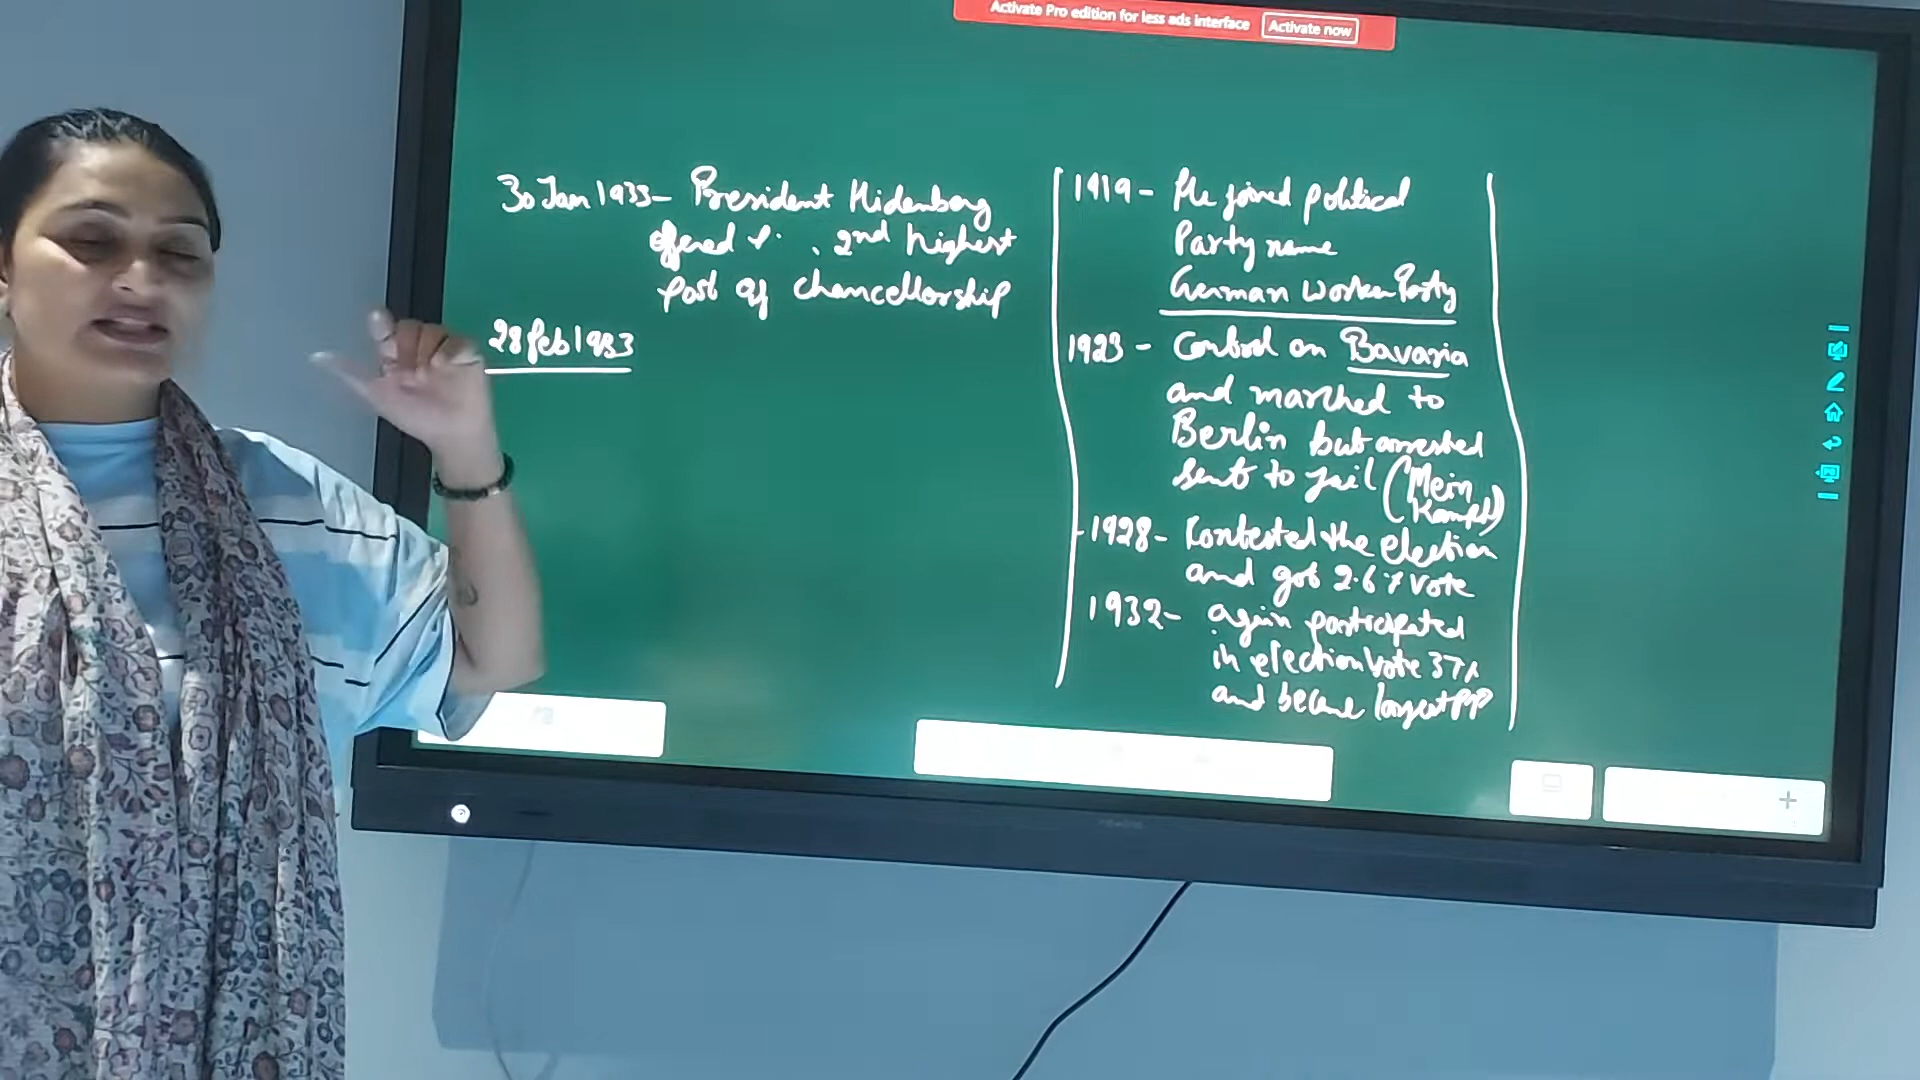 Activate Pro edition for less ads interface Activate now
30 Jan 1933- President Hidenberg
offered 2nd highest
post of chancellorship
28 feb 1933
1919- He joined political
Party name
German Worker Party
1923- Control on Bavaria
and marched to
Berlin but arrested
sent to jail (Mein
Kampf)
1928- Contested the election
and got 2.6% vote
1932- again participated
in election vote 37%
and became largest PP